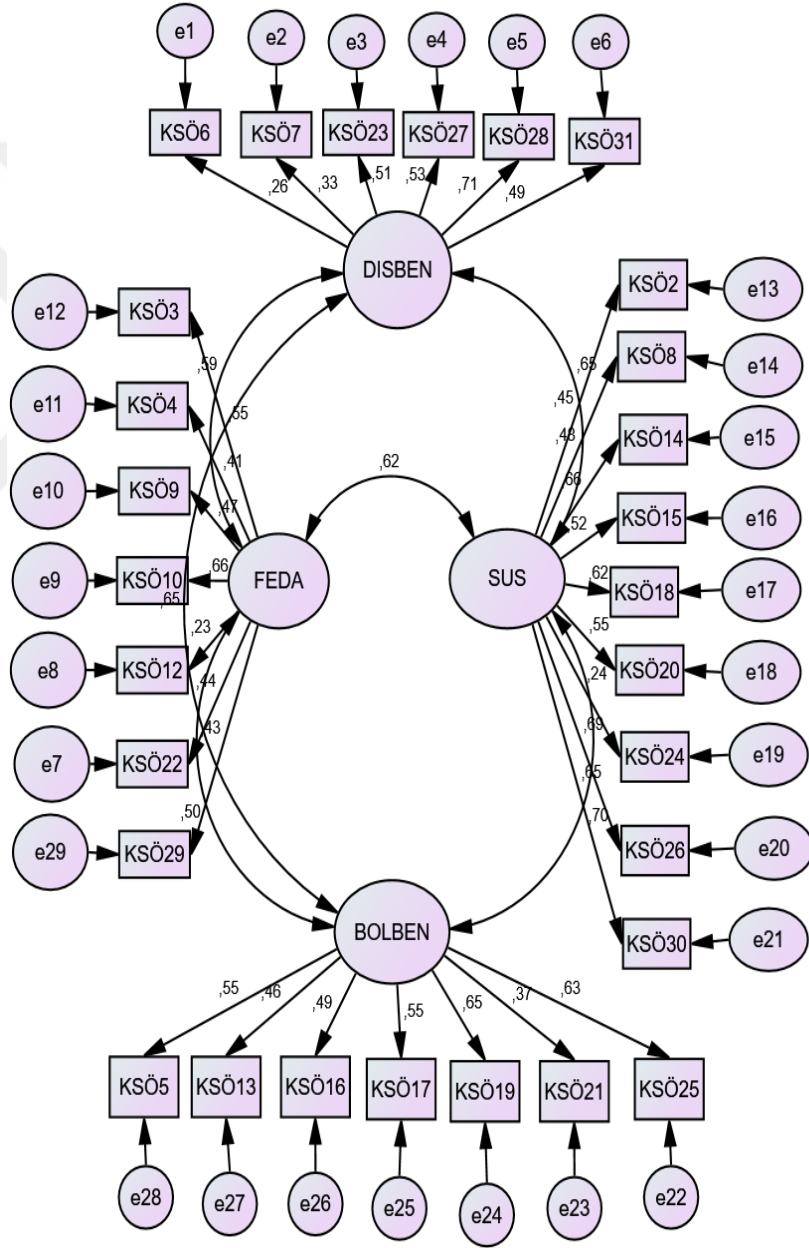 e1
e2
e3
e4
e5
e6
KSÖ6
KSÖ7
KSÖ23
KSÖ27
KSÖ28
KSÖ31
,26
,33
,51
,53
,71
,49
DISBEN
e12
KSÖ3
e11
KSÖ4
e10
KSÖ9
e9
KSÖ10
e8
KSÖ12
e7
KSÖ22
e29
KSÖ29
,59
,55
,41
,47
,66
,65
,23
,44
,43
,50
FEDA
,62
SUS
,65
,45
,48
,66
,52
,62
,55
,24
,69
,65
,70
KSÖ2
e13
KSÖ8
e14
KSÖ14
e15
KSÖ15
e16
KSÖ18
e17
KSÖ20
e18
KSÖ24
e19
KSÖ26
e20
KSÖ30
e21
BOLBEN
,55
,46
,49
,55
,65
,37
,63
KSÖ5
KSÖ13
KSÖ16
KSÖ17
KSÖ19
KSÖ21
KSÖ25
e28
e27
e26
e25
e24
e23
e22